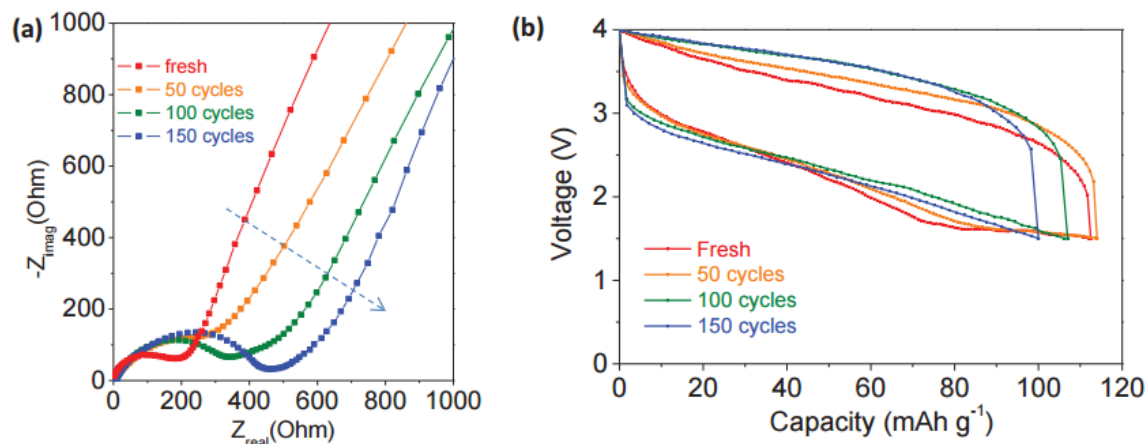 (a)
1000
800
600
400
200
0
-Z_imag(Ohm)
fresh
50 cycles
100 cycles
150 cycles
0 200 400 600 800 1000
Z_real(Ohm)
(b)
4
3
2
1
0
Voltage (V)
Fresh
50 cycles
100 cycles
150 cycles
0 20 40 60 80 100 120
Capacity (mAh g⁻¹)